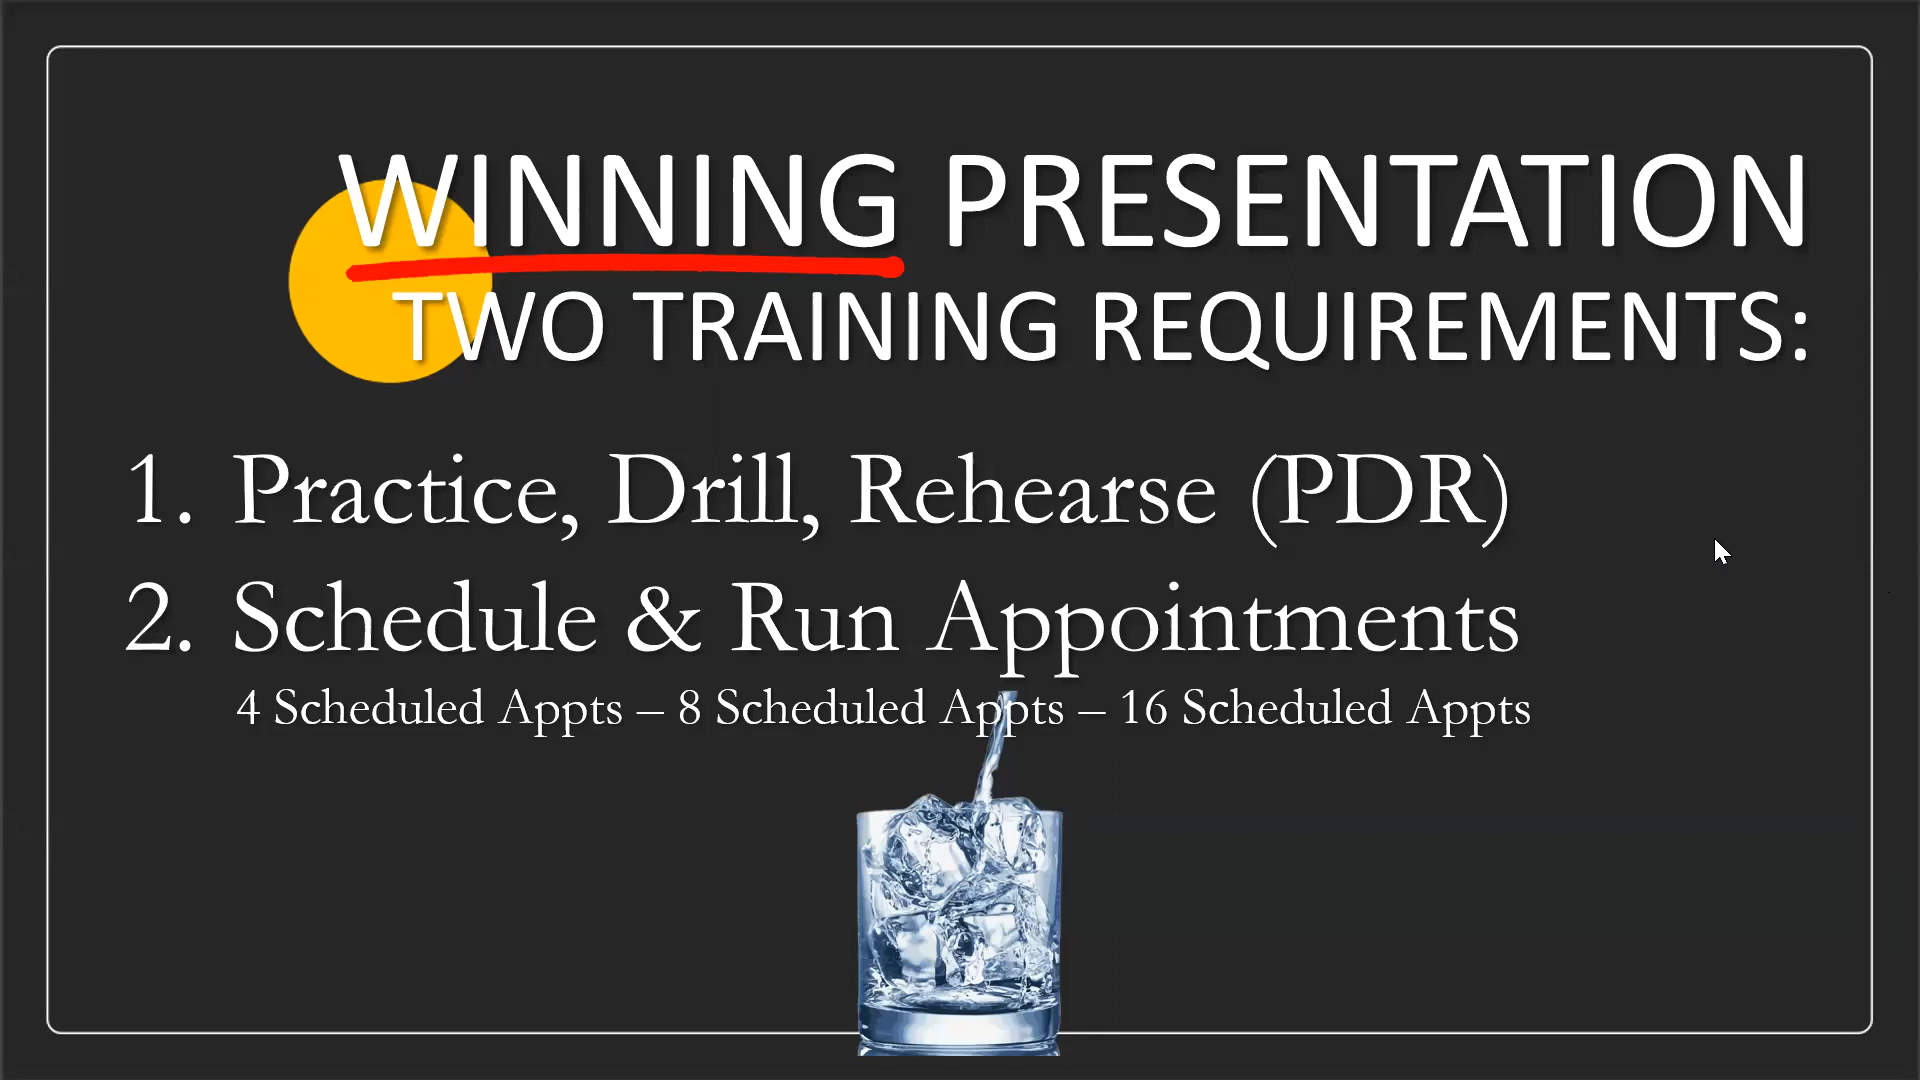 WINNING PRESENTATION
TWO TRAINING REQUIREMENTS:
1. Practice, Drill, Rehearse (PDR)
2. Schedule & Run Appointments
4 Scheduled Appts – 8 Scheduled Appts – 16 Scheduled Appts